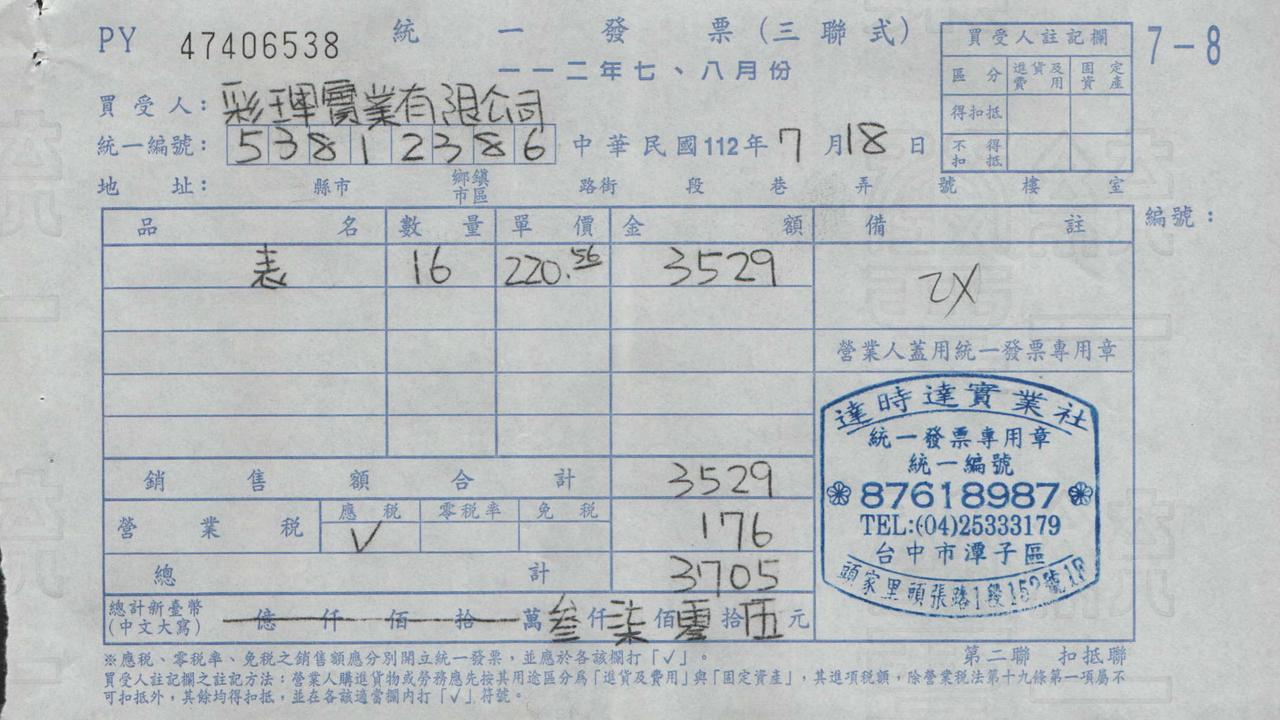 PY 47406538 統一發票(三聯式) 7-8
一一二年七、八月份
買受人註記欄
區分 進貨及費用 固定資產
得扣抵
不得扣抵
買受人：彩琿實業有限公司
統一編號：53812386 中華民國112年7月18日
地址： 縣市 鄉鎮市區 路街 段 巷 弄 號 樓 室
編號：
品名 數量 單價 金額 備註
表 16 220.56 3529 ZX
營業人蓋用統一發票專用章
達時達實業社
統一發票專用章
統一編號
87618987
TEL:(04)25333179
台中市潭子區
頭家里頭張路1段152號1F
銷售額合計 3529
營業稅 應稅 零稅率 免稅 176
V
總計 3705
總計新臺幣(中文大寫) 億仟佰拾萬叁仟柒佰零拾伍元
※應稅、零稅率、免稅之銷售額應分別開立統一發票，並應於各該欄打「✓」。
第二聯 扣抵聯
買受人註記欄之註記方法：營業人購進貨物或勞務應先按其用途區分為「進貨及費用」與「固定資產」，其進項稅額，除營業稅法第十九條第一項屬不
可扣抵外，其餘均得扣抵，並在各該適當欄內打「✓」符號。